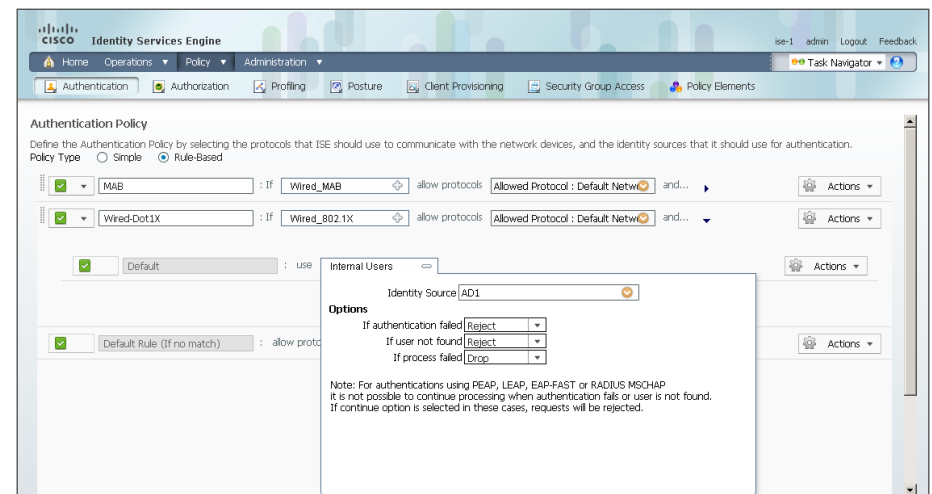 CISCO Identity Services Engine
ise-1 admin Logout Feedback
Home Operations Policy Administration
Task Navigator
Authentication Authorization Profiling Posture Client Provisioning Security Group Access Policy Elements
Authentication Policy
Define the Authentication Policy by selecting the protocols that ISE should use to communicate with the network devices, and the identity sources that it should use for authentication.
Policy Type Simple Rule-Based
MAB : If Wired_MAB allow protocols Allowed Protocol : Default Netw and... Actions
Wired-Dot1X : If Wired_802.1X allow protocols Allowed Protocol : Default Netw and... Actions
Default : use Internal Users Actions
Identity Source AD1
Options
If authentication failed Reject
If user not found Reject
If process failed Drop
Default Rule (If no match) : allow proto Actions
Note: For authentications using PEAP, LEAP, EAP-FAST or RADIUS MSCHAP
it is not possible to continue processing when authentication fails or user is not found.
If continue option is selected in these cases, requests will be rejected.